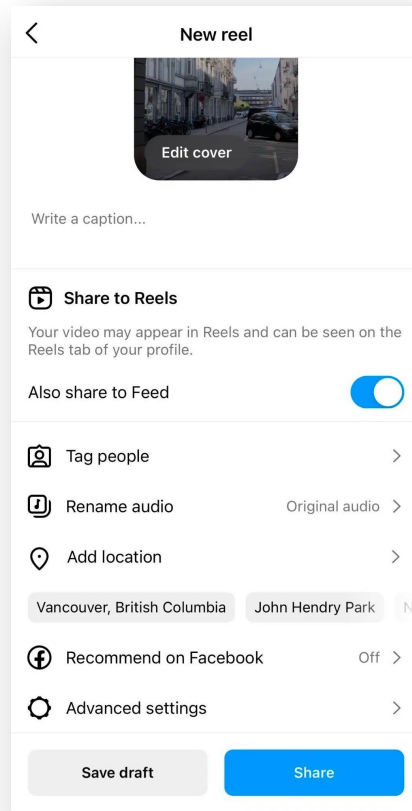 New reel
Edit cover
Write a caption...
Share to Reels
Your video may appear in Reels and can be seen on the
Reels tab of your profile.
Also share to Feed
Tag people
Rename audio Original audio
Add location
Vancouver, British Columbia John Hendry Park
Recommend on Facebook Off
Advanced settings
Save draft Share